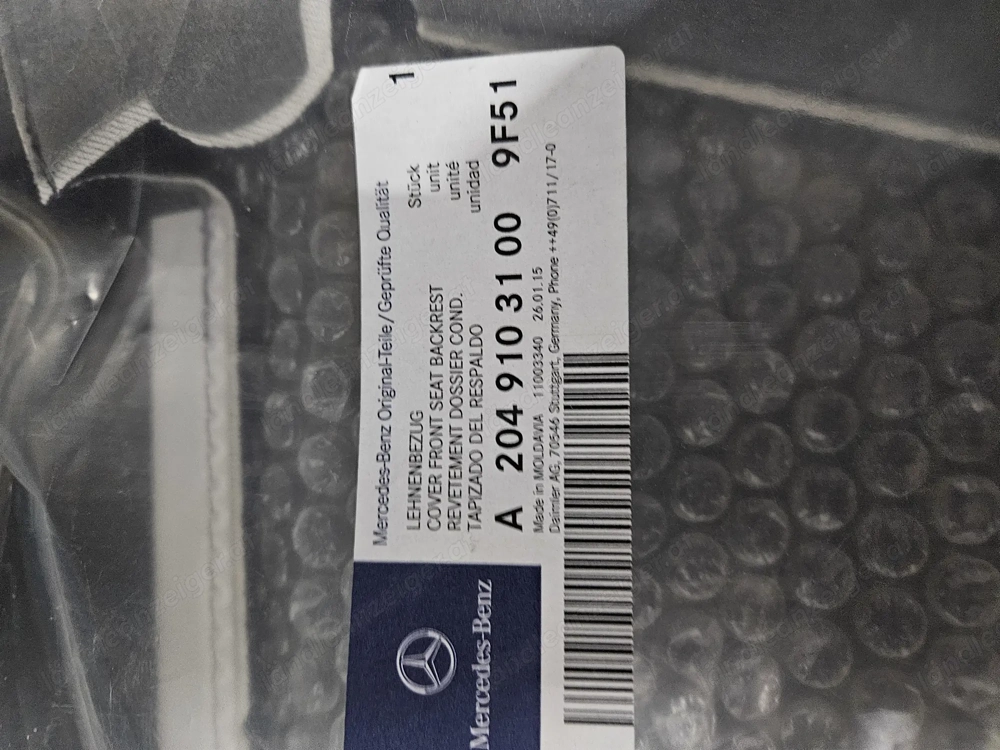 Mercedes-Benz
Mercedes-Benz Original-Teile/Geprüfte Qualität
1
LEHNENBEZUG Stück
COVER FRONT SEAT BACKREST unit
REVETEMENT DOSSIER COND. unité
TAPIZADO DEL RESPALDO unidad
A 204 910 31 00 9F51
Made in MOLDAVIA 11003340 26.01.15
Daimler AG, 70546 Stuttgart, Germany, Phone ++49(0)711/17-0